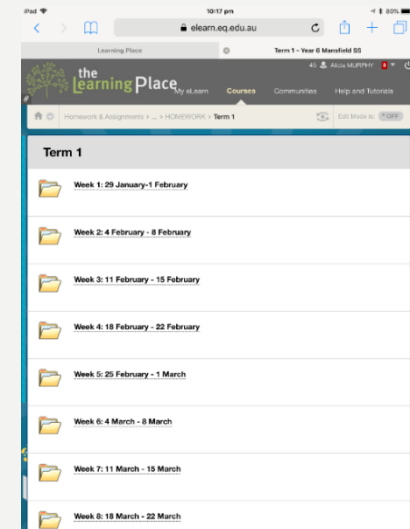 iPad 10:17 pm 80%
elearn.eq.edu.au
Learning Place Term 1 - Year 6 Mansfield SS
45 Alicia MURPHY
the
Learning Place
My eLearn Courses Communities Help and Tutorials
Homework & Assignments > ... > HOMEWORK > Term 1 Edit Mode is: OFF
Term 1
Week 1: 29 January-1 February
Week 2: 4 February - 8 February
Week 3: 11 February - 15 February
Week 4: 18 February - 22 February
Week 5: 25 February - 1 March
Week 6: 4 March - 8 March
Week 7: 11 March - 15 March
Week 8: 18 March - 22 March